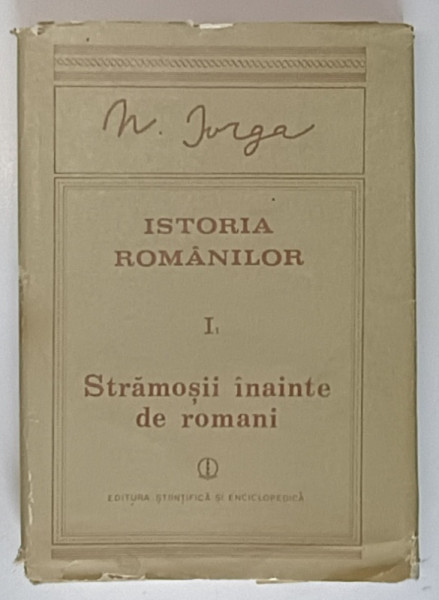 N. Iorga
ISTORIA
ROMÂNILOR
I1
Strămoșii înainte
de romani
EDITURA ȘTIINȚIFICĂ ȘI ENCICLOPEDICĂ